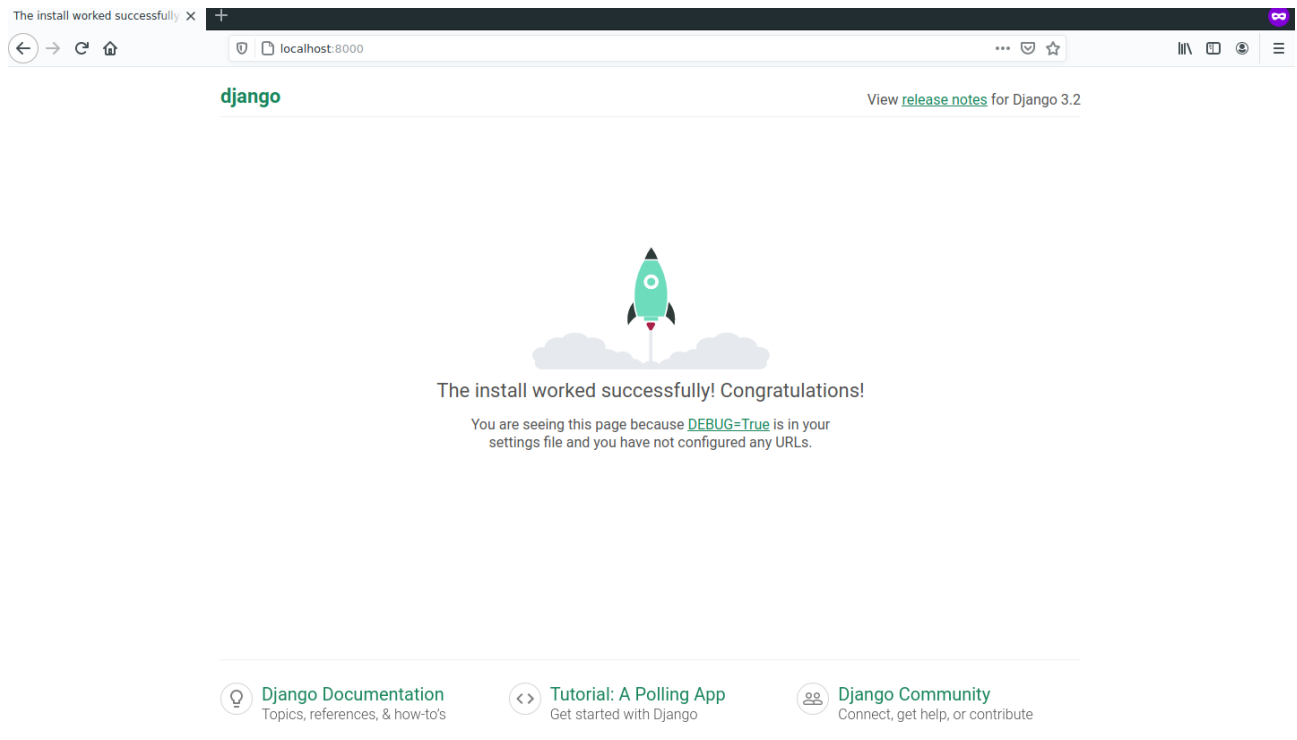 The install worked successfully
localhost:8000
django
View release notes for Django 3.2
The install worked successfully! Congratulations!
You are seeing this page because DEBUG=True is in your
settings file and you have not configured any URLs.
Django Documentation
Topics, references, & how-to's
Tutorial: A Polling App
Get started with Django
Django Community
Connect, get help, or contribute